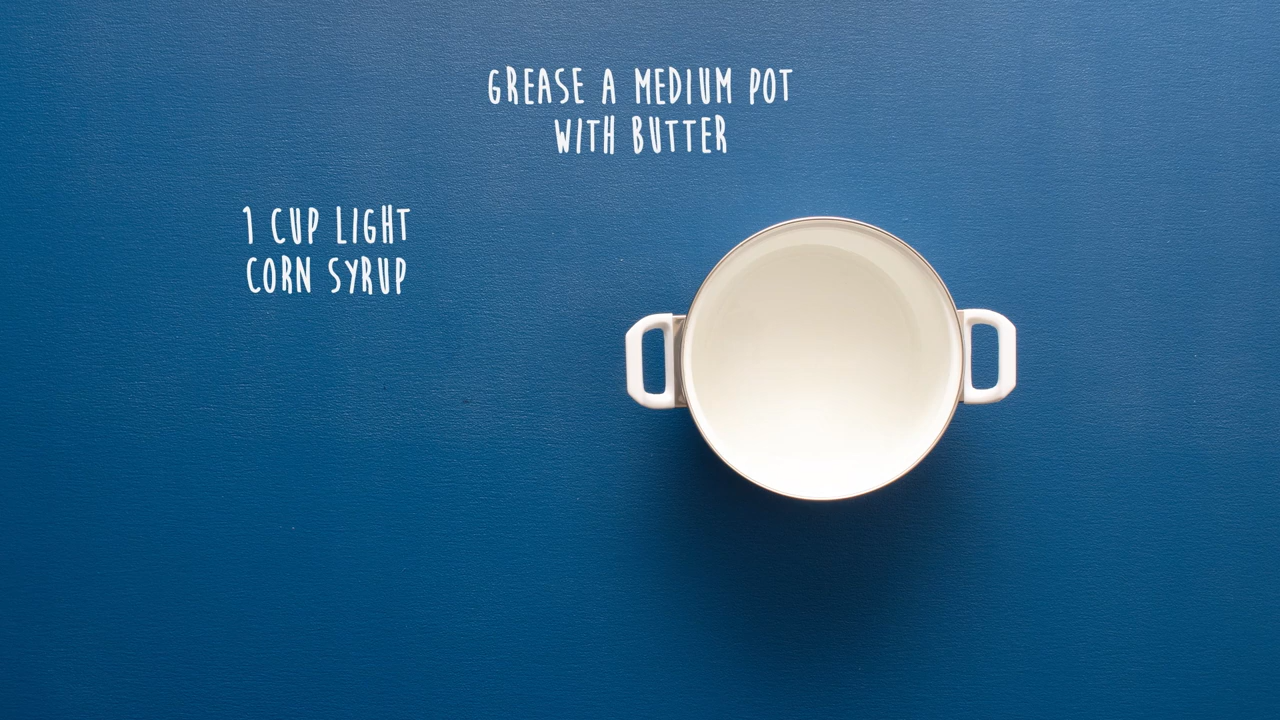 GREASE A MEDIUM POT
WITH BUTTER
1 CUP LIGHT
CORN SYRUP